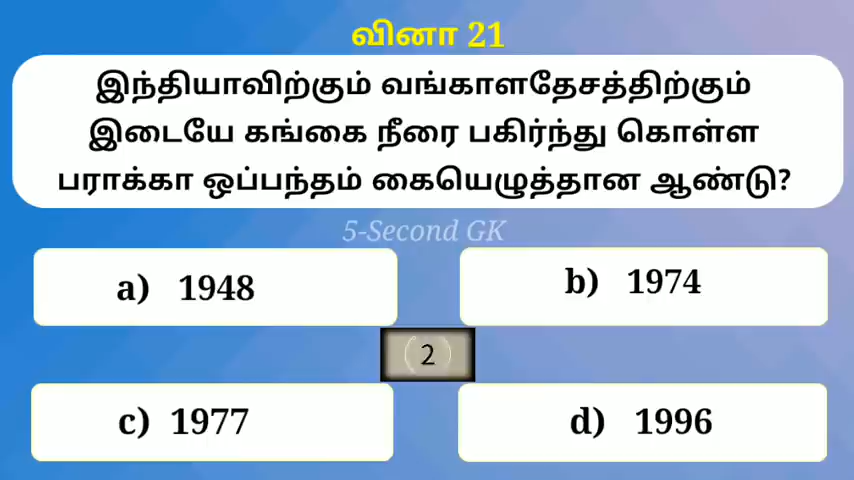 வினா 21
இந்தியாவிற்கும் வங்காளதேசத்திற்கும்
இடையே கங்கை நீரை பகிர்ந்து கொள்ள
பராக்கா ஒப்பந்தம் கையெழுத்தான ஆண்டு?
5-Second GK
a) 1948
b) 1974
(2)
c) 1977
d) 1996